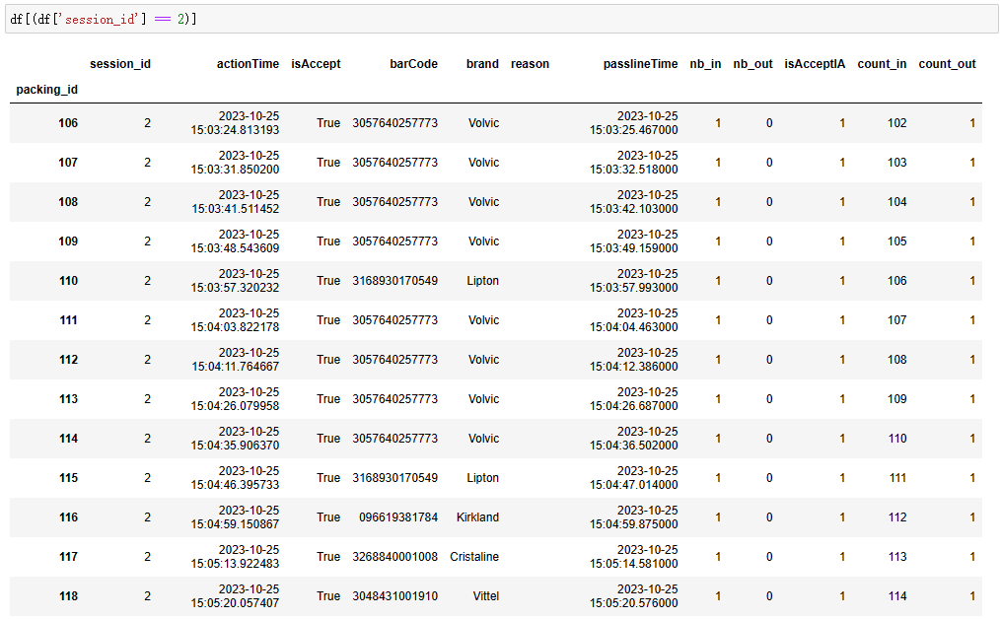 df[(df['session_id'] == 2)]
session_id actionTime isAccept barCode brand reason passlineTime nb_in nb_out isAcceptIA count_in count_out
packing_id
106 2 2023-10-25 15:03:24.813193 True 3057640257773 Volvic 2023-10-25 15:03:25.467000 1 0 1 102 1
107 2 2023-10-25 15:03:31.850200 True 3057640257773 Volvic 2023-10-25 15:03:32.518000 1 0 1 103 1
108 2 2023-10-25 15:03:41.511452 True 3057640257773 Volvic 2023-10-25 15:03:42.103000 1 0 1 104 1
109 2 2023-10-25 15:03:48.543609 True 3057640257773 Volvic 2023-10-25 15:03:49.159000 1 0 1 105 1
110 2 2023-10-25 15:03:57.320232 True 3168930170549 Lipton 2023-10-25 15:03:57.993000 1 0 1 106 1
111 2 2023-10-25 15:04:03.822178 True 3057640257773 Volvic 2023-10-25 15:04:04.463000 1 0 1 107 1
112 2 2023-10-25 15:04:11.764667 True 3057640257773 Volvic 2023-10-25 15:04:12.386000 1 0 1 108 1
113 2 2023-10-25 15:04:26.079958 True 3057640257773 Volvic 2023-10-25 15:04:26.687000 1 0 1 109 1
114 2 2023-10-25 15:04:35.906370 True 3057640257773 Volvic 2023-10-25 15:04:36.502000 1 0 1 110 1
115 2 2023-10-25 15:04:46.395733 True 3168930170549 Lipton 2023-10-25 15:04:47.014000 1 0 1 111 1
116 2 2023-10-25 15:04:59.150867 True 096619381784 Kirkland 2023-10-25 15:04:59.875000 1 0 1 112 1
117 2 2023-10-25 15:05:13.922483 True 3268840001008 Cristaline 2023-10-25 15:05:14.581000 1 0 1 113 1
118 2 2023-10-25 15:05:20.057407 True 3048431001910 Vittel 2023-10-25 15:05:20.576000 1 0 1 114 1